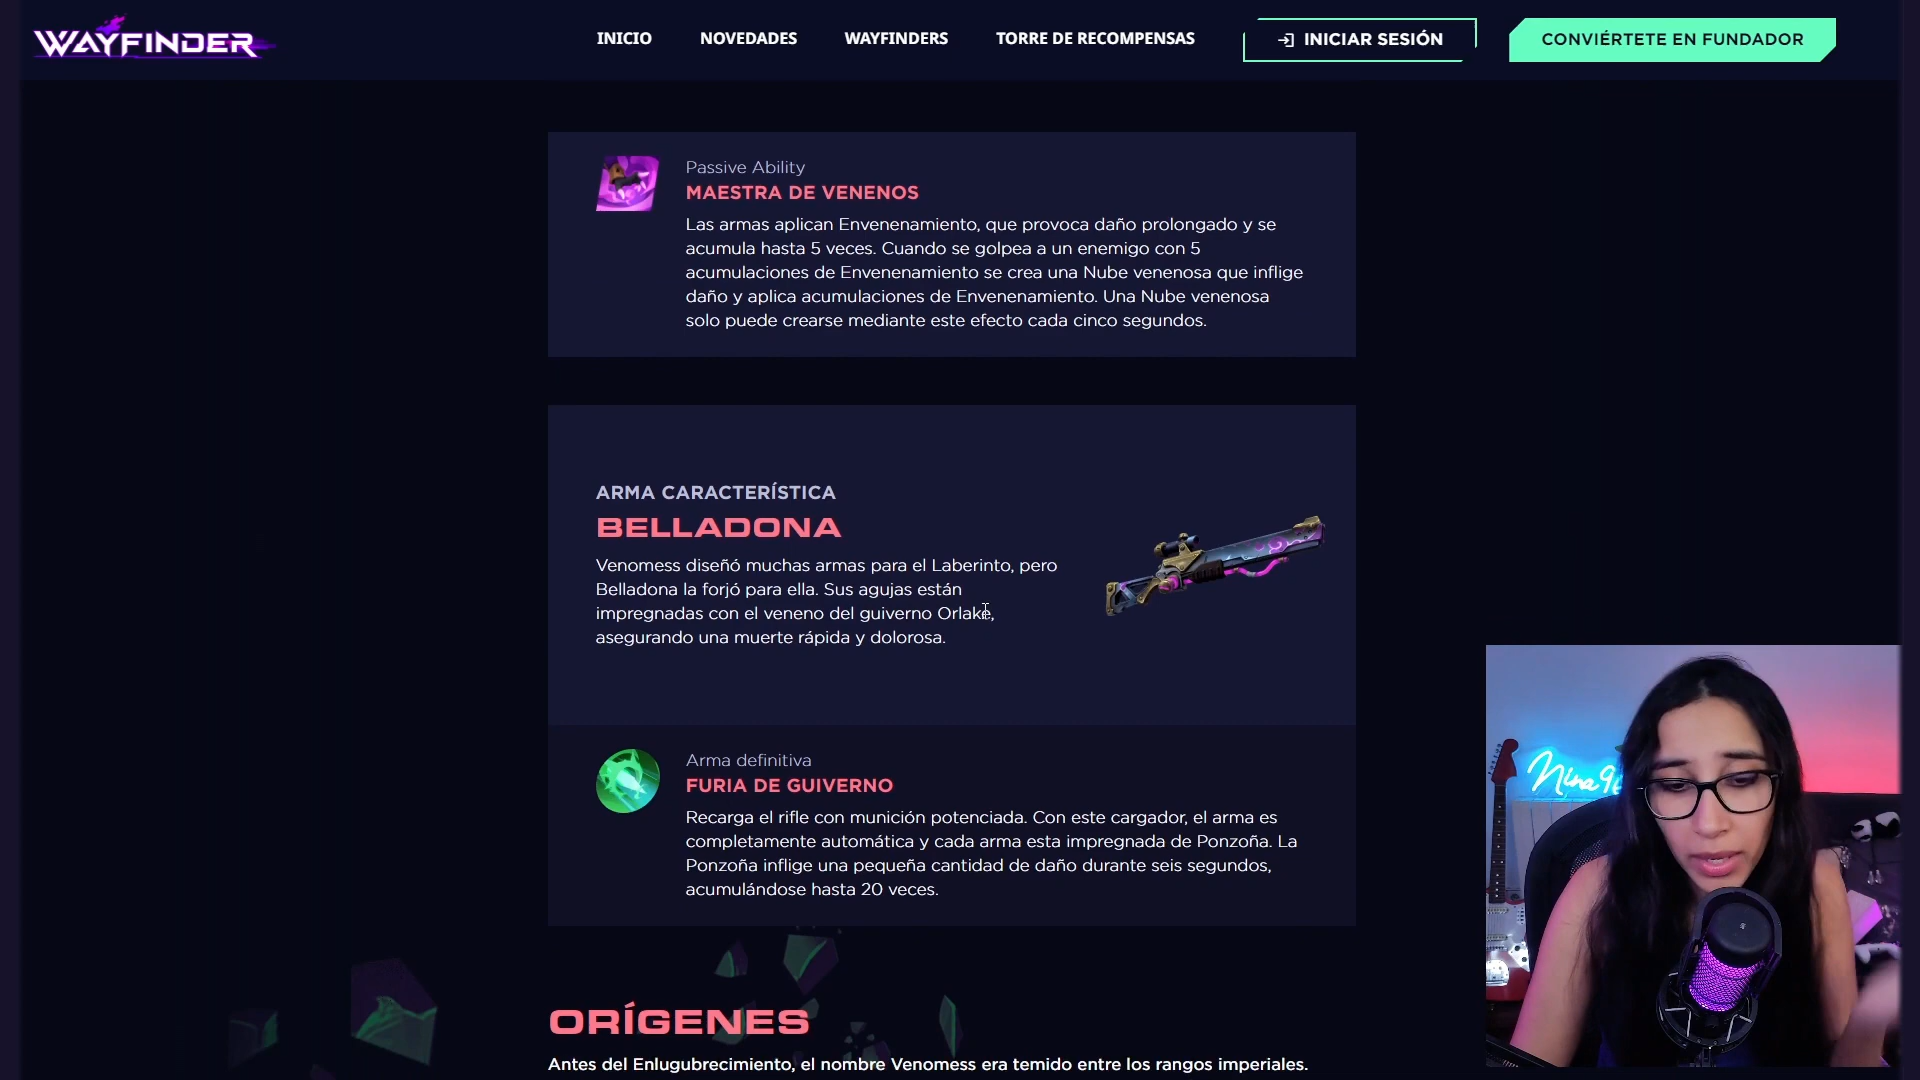 WAYFINDER
INICIO
NOVEDADES
WAYFINDERS
TORRE DE RECOMPENSAS
INICIAR SESIÓN
CONVIÉRTETE EN FUNDADOR
Passive Ability
MAESTRA DE VENENOS
Las armas aplican Envenenamiento, que provoca daño prolongado y se
acumula hasta 5 veces. Cuando se golpea a un enemigo con 5
acumulaciones de Envenenamiento se crea una Nube venenosa que inflige
daño y aplica acumulaciones de Envenenamiento. Una Nube venenosa
solo puede crearse mediante este efecto cada cinco segundos.
ARMA CARACTERÍSTICA
BELLADONA
Venomess diseñó muchas armas para el Laberinto, pero
Belladona la forjó para ella. Sus agujas están
impregnadas con el veneno del guiverno Orlake,
asegurando una muerte rápida y dolorosa.
Arma definitiva
FURIA DE GUIVERNO
Recarga el rifle con munición potenciada. Con este cargador, el arma es
completamente automática y cada arma esta impregnada de Ponzoña. La
Ponzoña inflige una pequeña cantidad de daño durante seis segundos,
acumulándose hasta 20 veces.
ORÍGENES
Antes del Enlugubrecimiento, el nombre Venomess era temido entre los rangos imperiales.